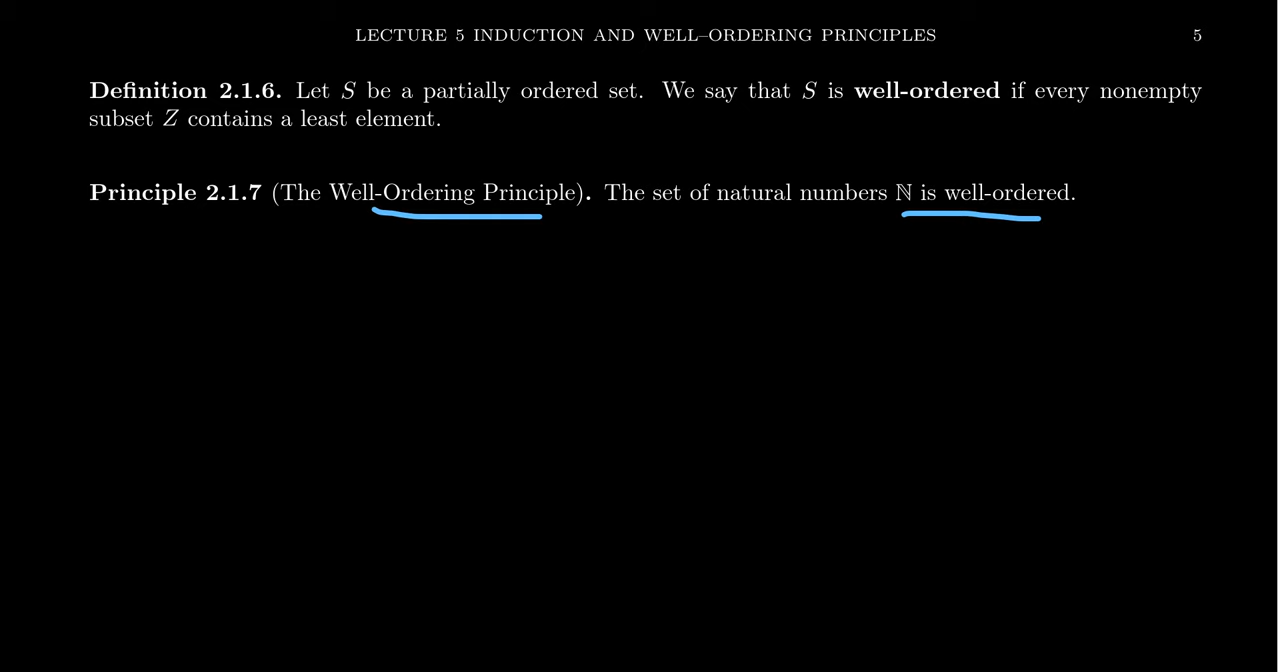 LECTURE 5 INDUCTION AND WELL–ORDERING PRINCIPLES 5
Definition 2.1.6. Let S be a partially ordered set. We say that S is well-ordered if every nonempty
subset Z contains a least element.
Principle 2.1.7 (The Well-Ordering Principle). The set of natural numbers ℕ is well-ordered.